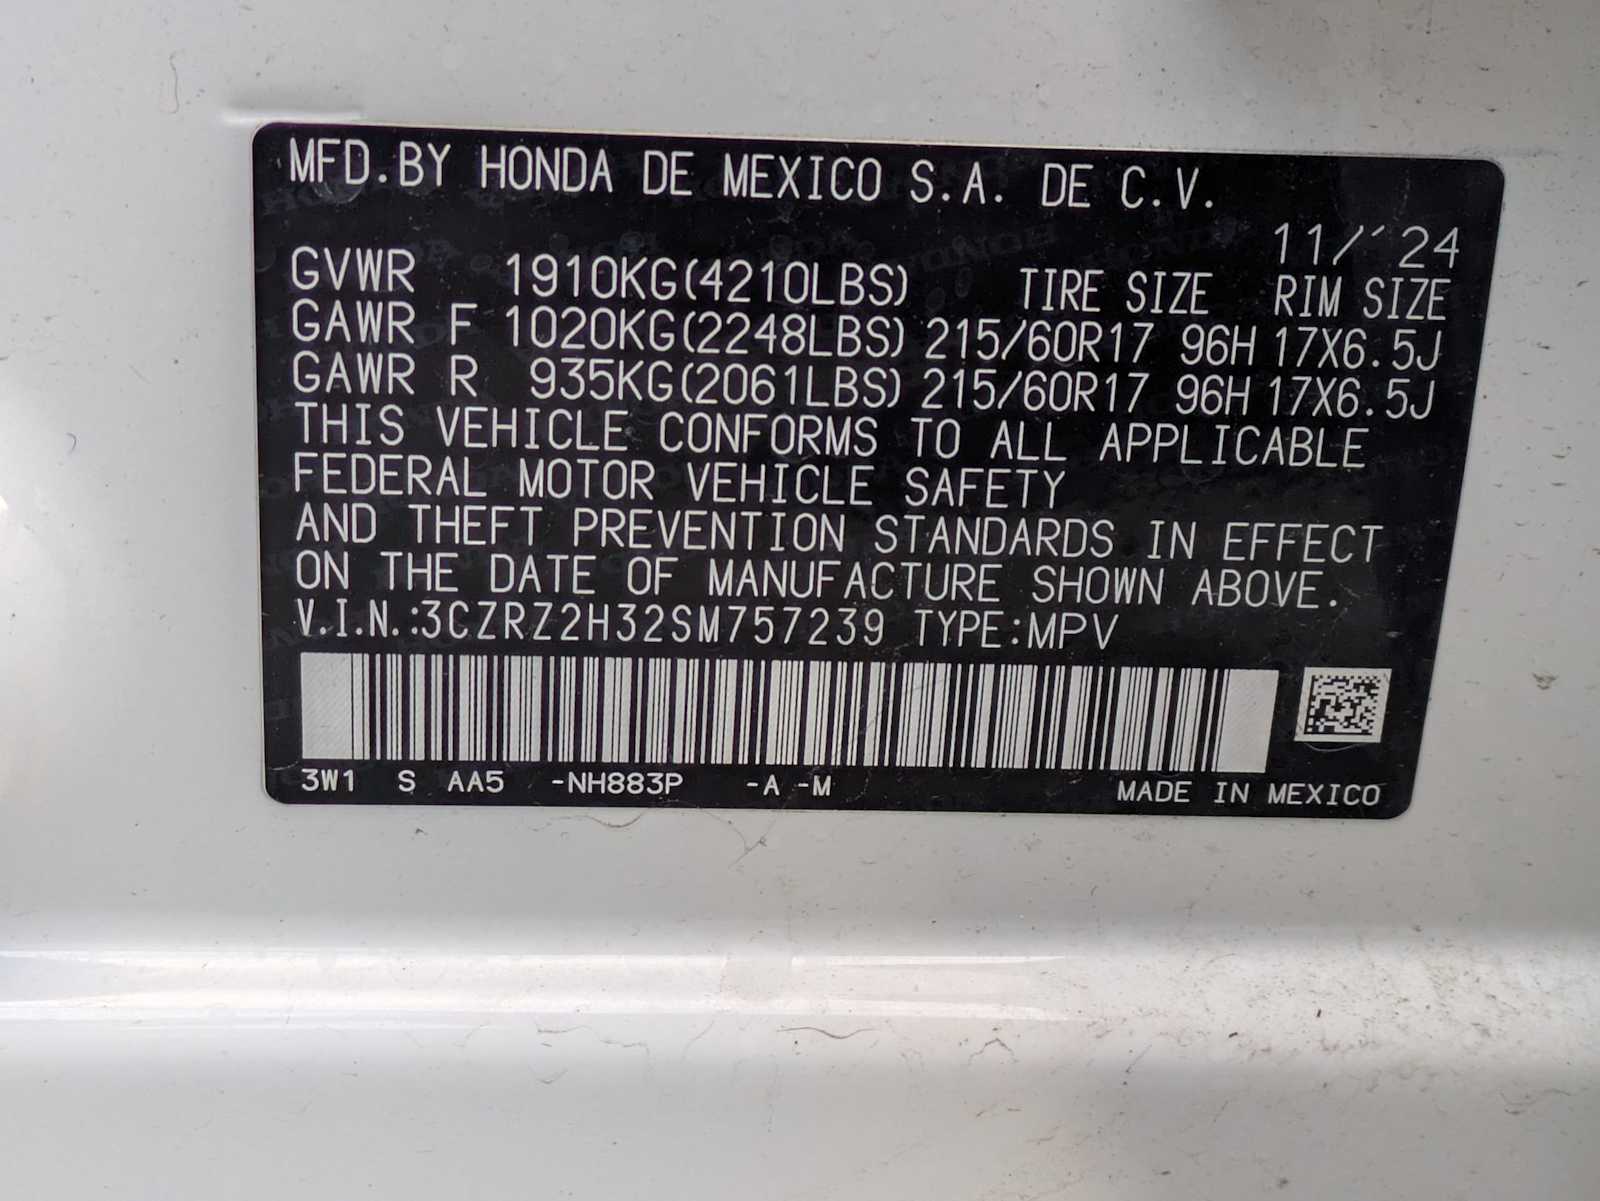 MFD.BY HONDA DE MEXICO S.A. DE C.V.
11/'24
GVWR 1910KG(4210LBS) TIRE SIZE RIM SIZE
GAWR F 1020KG(2248LBS) 215/60R17 96H 17X6.5J
GAWR R 935KG(2061LBS) 215/60R17 96H 17X6.5J
THIS VEHICLE CONFORMS TO ALL APPLICABLE
FEDERAL MOTOR VEHICLE SAFETY
AND THEFT PREVENTION STANDARDS IN EFFECT
ON THE DATE OF MANUFACTURE SHOWN ABOVE.
V.I.N.:3CZRZ2H32SM757239 TYPE:MPV
3W1 S AA5 -NH883P -A -M MADE IN MEXICO